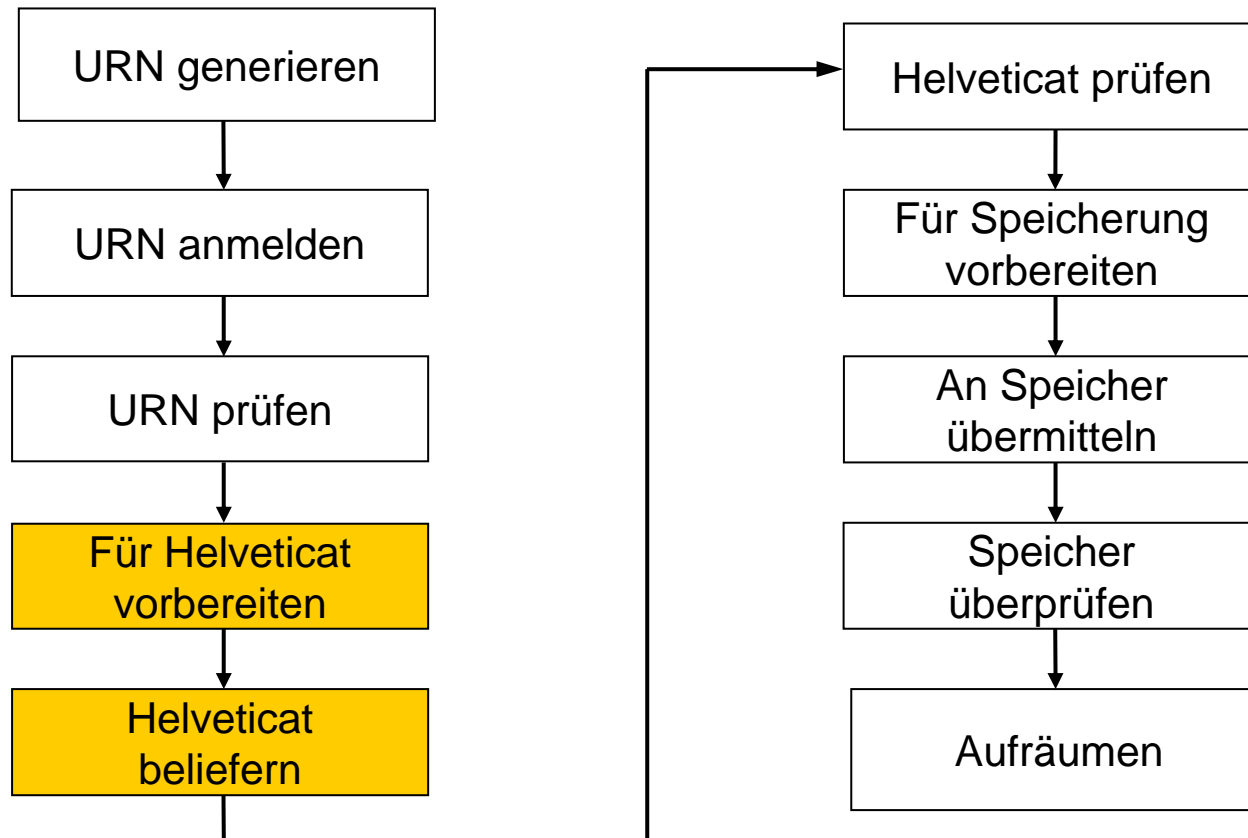 URN generieren
URN anmelden
URN prüfen
Für Helveticat
vorbereiten
Helveticat
beliefern
Helveticat prüfen
Für Speicherung
vorbereiten
An Speicher
übermitteln
Speicher
überprüfen
Aufräumen